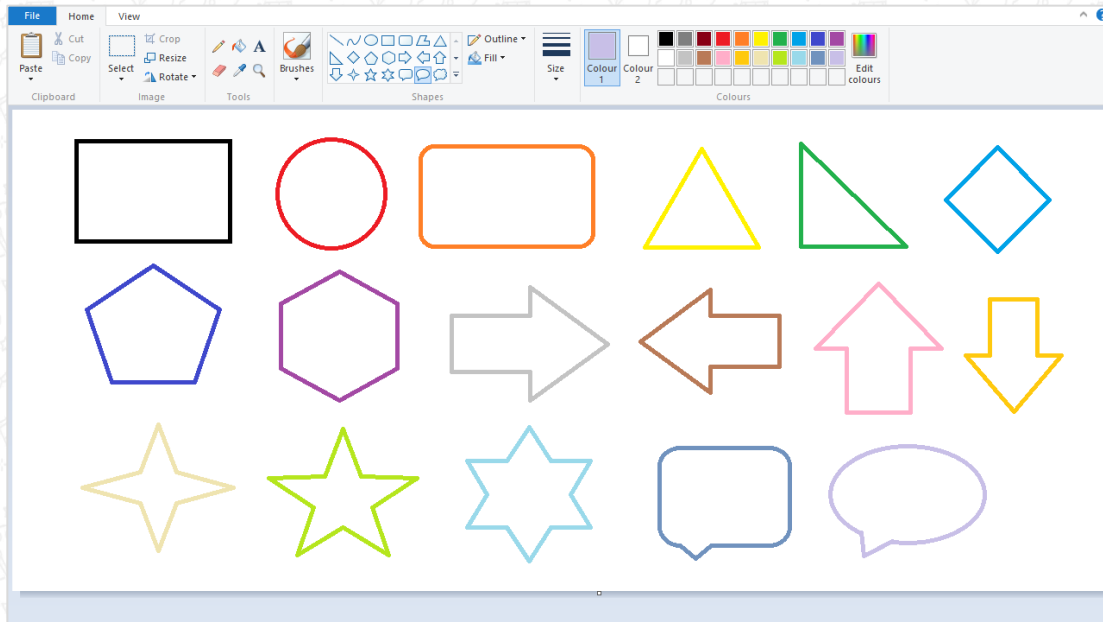 File Home View
Cut
Copy
Paste
Crop
Resize
Rotate
Select
A
Brushes
Outline
Fill
Size
Colour 1
Colour 2
Edit colours
Clipboard
Image
Tools
Shapes
Colours